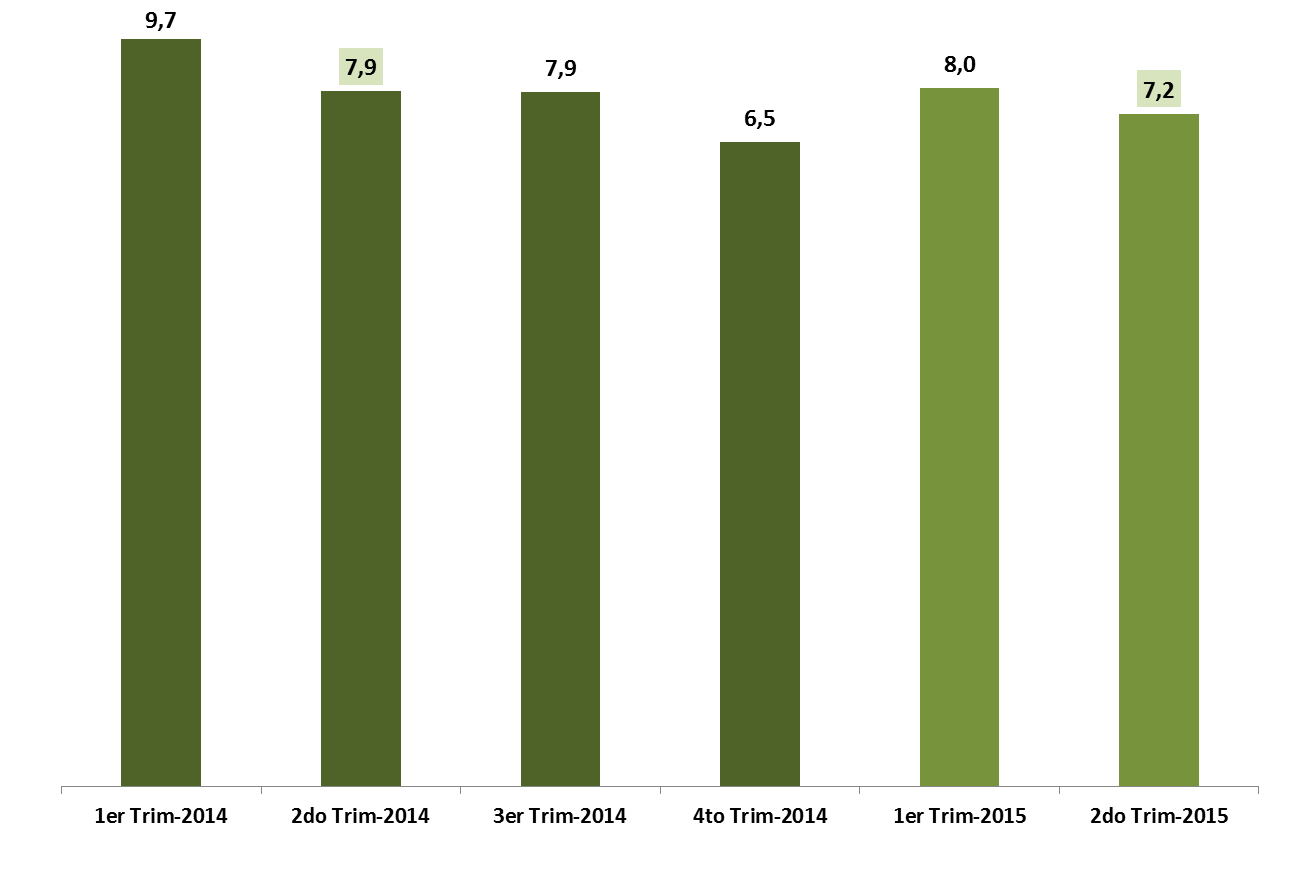 9,7
7,9
7,9
6,5
8,0
7,2
1er Trim-2014
2do Trim-2014
3er Trim-2014
4to Trim-2014
1er Trim-2015
2do Trim-2015